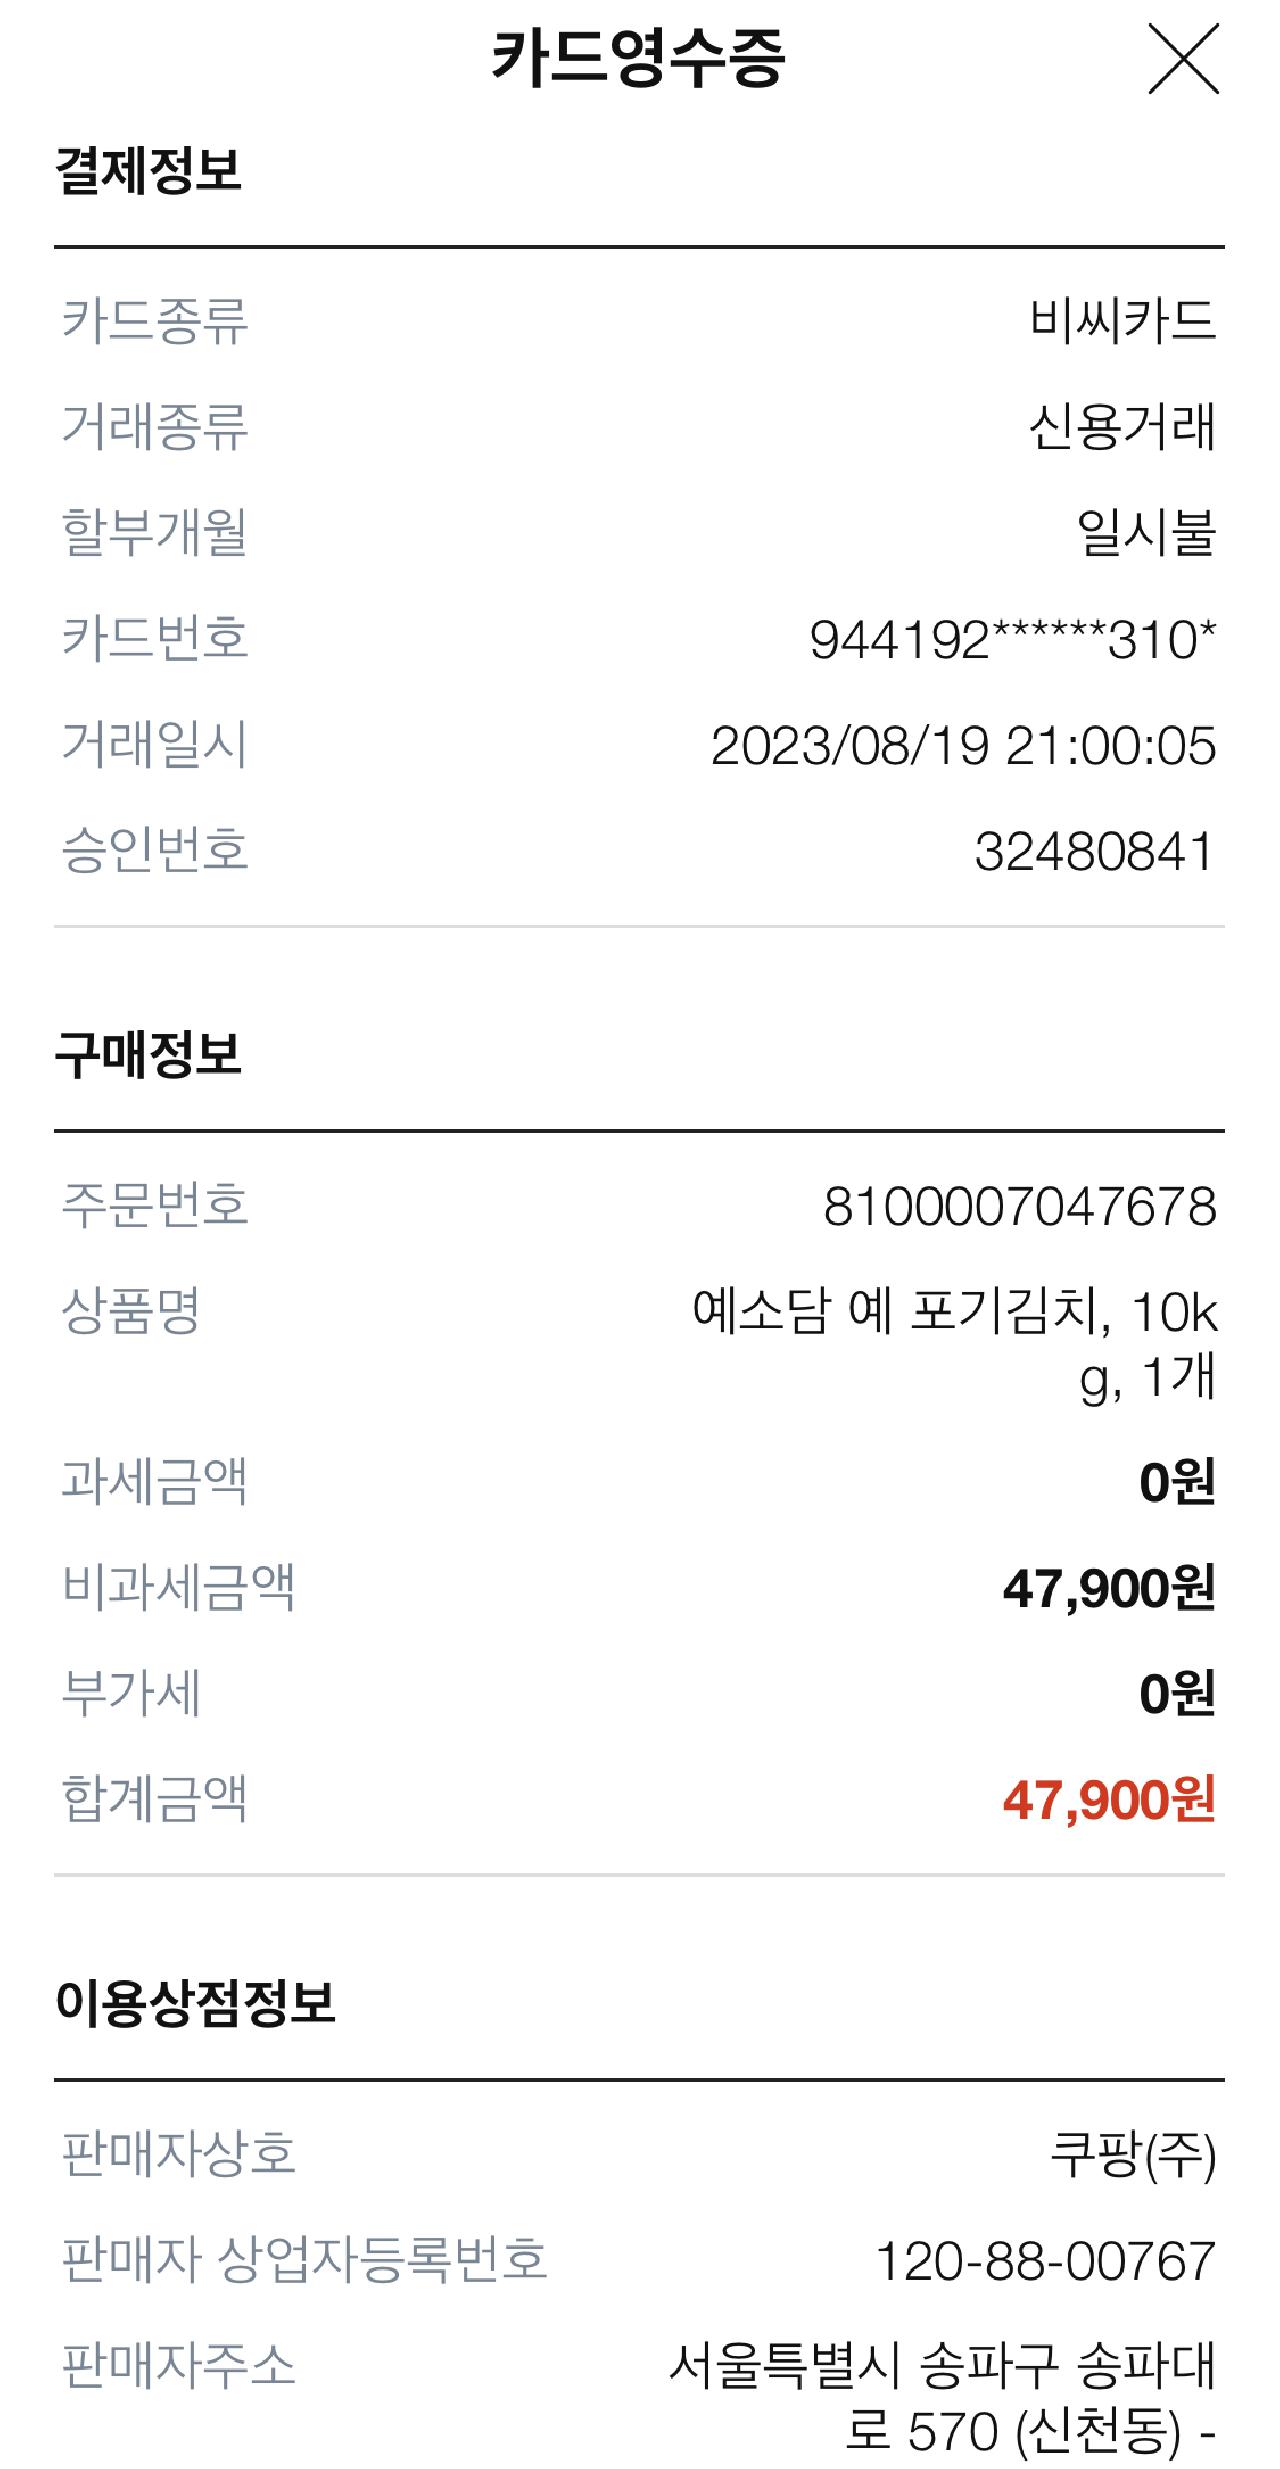 카드영수증
결제정보
카드종류 비씨카드
거래종류 신용거래
할부개월 일시불
카드번호 944192******310*
거래일시 2023/08/19 21:00:05
승인번호 32480841
구매정보
주문번호 8100007047678
상품명 예소담 예 포기김치, 10k
g, 1개
과세금액 0원
비과세금액 47,900원
부가세 0원
합계금액 47,900원
이용상점정보
판매자상호 쿠팡(주)
판매자 상업자등록번호 120-88-00767
판매자주소 서울특별시 송파구 송파대
로 570 (신천동) -